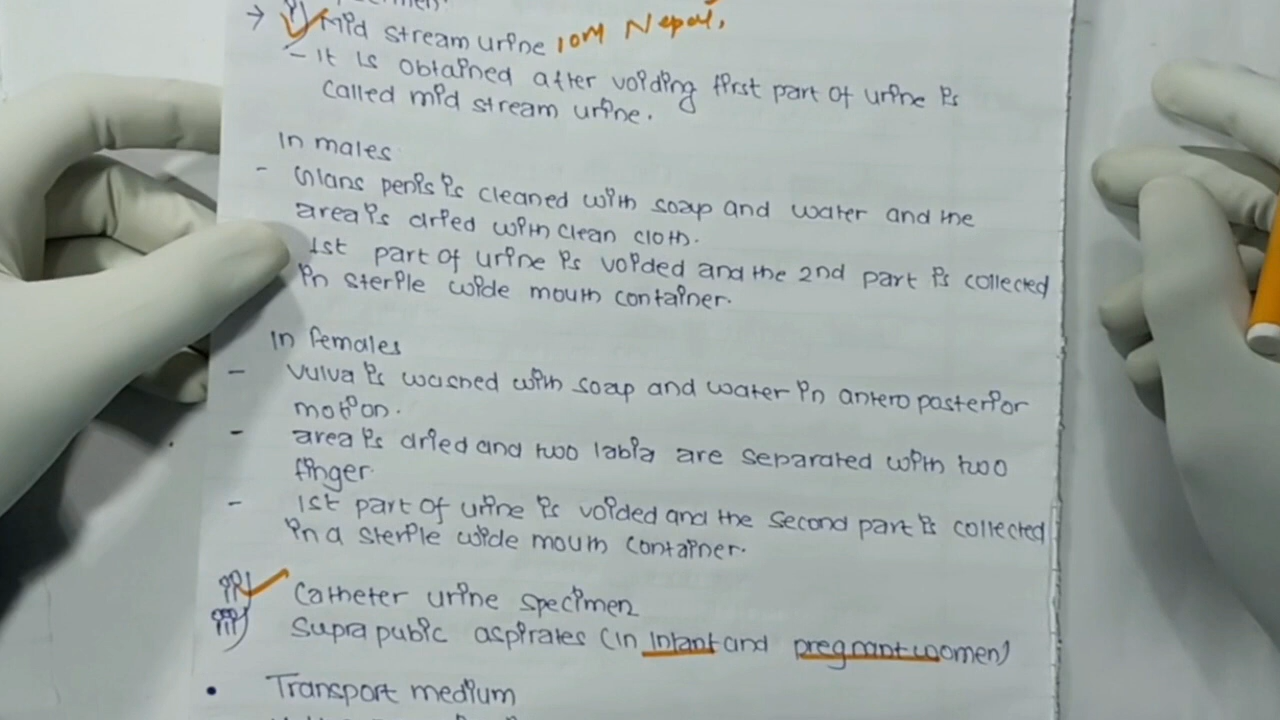 → i) Mid stream urine IOM Nepal,
- It is obtained after voiding first part of urine is
called mid stream urine.
In males
- Glans penis is cleaned with soap and water and the
area is dried with clean cloth.
1st part of urine is voided and the 2nd part is collected
in sterile wide mouth container.
In females
- vulva is washed with soap and water in antero pasterior
motion.
- area is dried and two labia are separated with two
finger.
- 1st part of urine is voided and the second part is collected
in a sterile wide mouth container.
ii) Catheter urine specimen
iii) Supra pubic aspirates (in infant and pregnant women)
• Transport medium